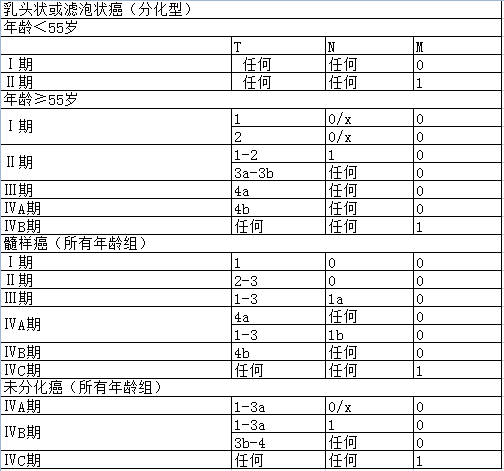 乳头状或滤泡状癌（分化型）
年龄＜55岁
T N M
Ⅰ期 任何 任何 0
Ⅱ期 任何 任何 1
年龄≥55岁
Ⅰ期 1 0/x 0
2 0/x 0
Ⅱ期 1-2 1 0
3a-3b 任何 0
Ⅲ期 4a 任何 0
ⅣA期 4b 任何 0
ⅣB期 任何 任何 1
髓样癌（所有年龄组）
Ⅰ期 1 0 0
Ⅱ期 2-3 0 0
Ⅲ期 1-3 1a 0
ⅣA期 4a 任何 0
1-3 1b 0
ⅣB期 4b 任何 0
ⅣC期 任何 任何 1
未分化癌（所有年龄组）
ⅣA期 1-3a 0/x 0
ⅣB期 1-3a 1 0
3b-4 任何 0
ⅣC期 任何 任何 1